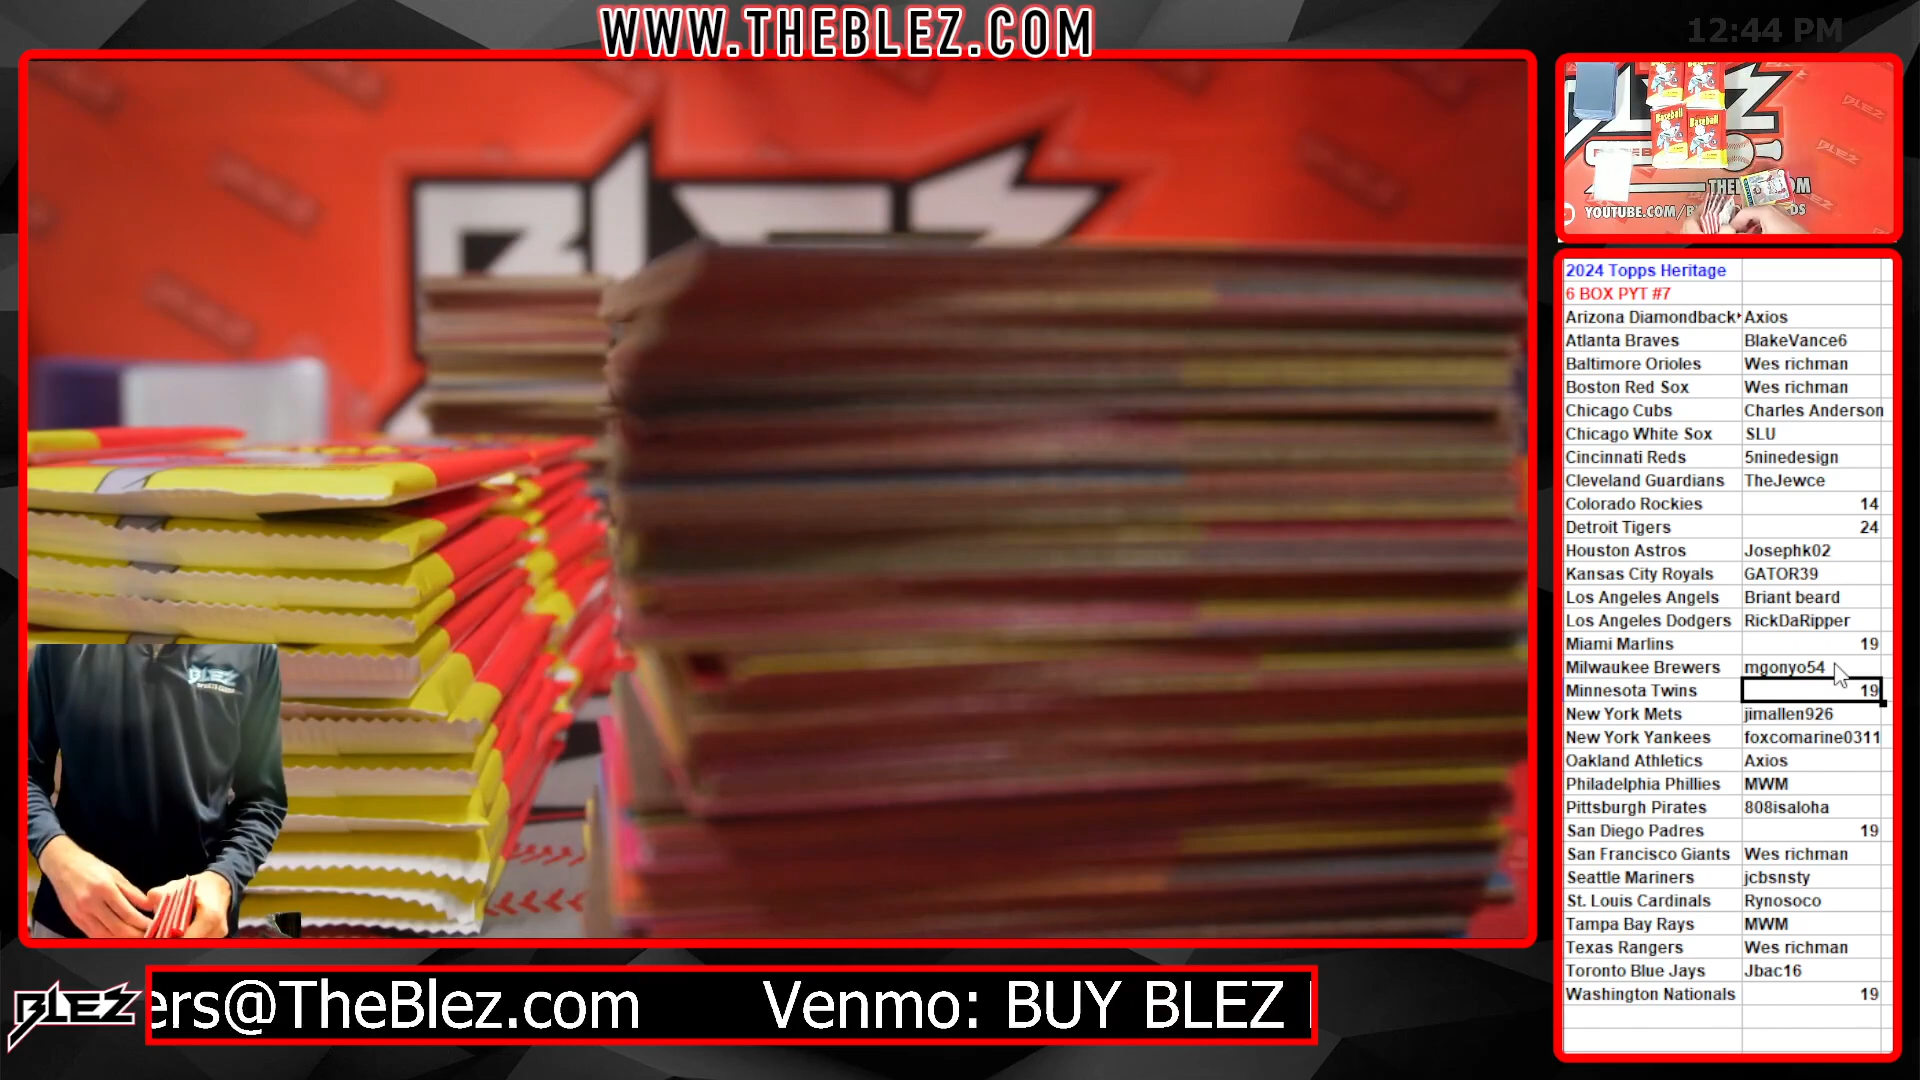 WWW.THEBLEZ.COM
12:44 PM
BLEZ
Baseball
Baseball
BLEZ
BLEZ
YOUTUBE.COM/B
2024 Topps Heritage
6 BOX PYT #7
Arizona Diamondback Axios
Atlanta Braves BlakeVance6
Baltimore Orioles Wes richman
Boston Red Sox Wes richman
Chicago Cubs Charles Anderson
Chicago White Sox SLU
Cincinnati Reds 5ninedesign
Cleveland Guardians TheJewce
Colorado Rockies 14
Detroit Tigers 24
Houston Astros Josephk02
Kansas City Royals GATOR39
Los Angeles Angels Briant beard
Los Angeles Dodgers RickDaRipper
Miami Marlins 19
Milwaukee Brewers mgonyo54
Minnesota Twins 19
New York Mets jimallen926
New York Yankees foxcomarine0311
Oakland Athletics Axios
Philadelphia Phillies MWM
Pittsburgh Pirates 808isaloha
San Diego Padres 19
San Francisco Giants Wes richman
Seattle Mariners jcbsnsty
St. Louis Cardinals Rynosoco
Tampa Bay Rays MWM
Texas Rangers Wes richman
Toronto Blue Jays Jbac16
Washington Nationals 19
BLEZ
BLEZ
ers@TheBlez.com Venmo: BUY BLEZ